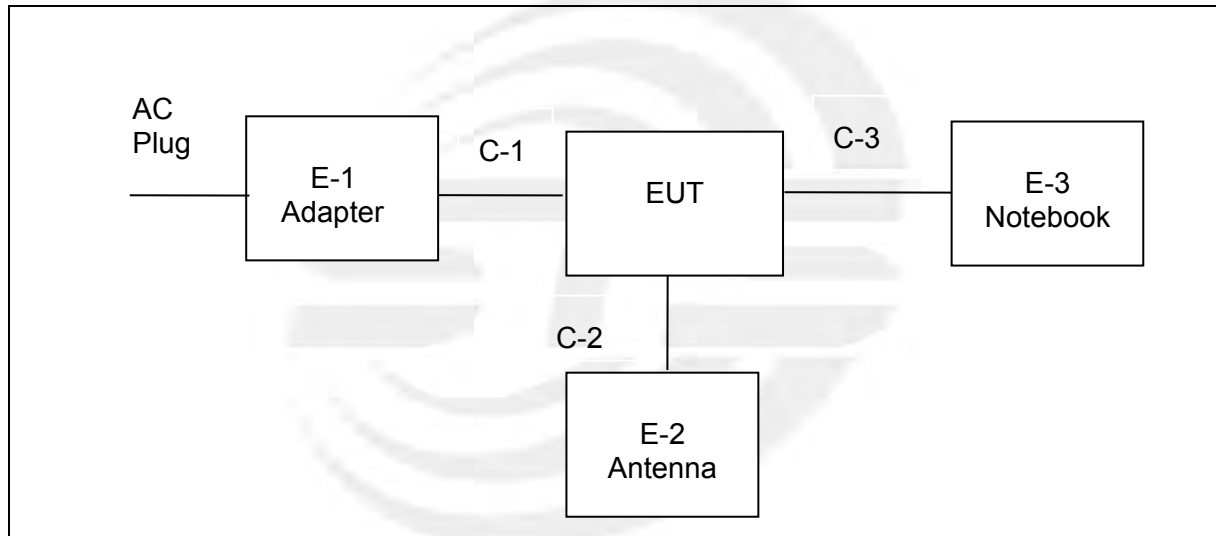 AC
Plug
E-1
Adapter
C-1
EUT
C-3
E-3
Notebook
C-2
E-2
Antenna